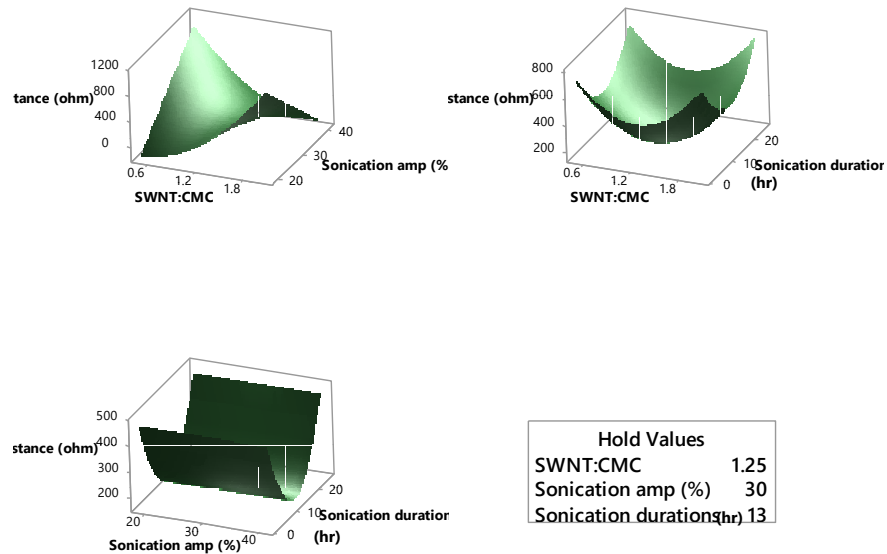 1200
800
tance (ohm)
400
0
40
30
Sonication amp (%
20
0.6
1.2
1.8
SWNT:CMC
800
stance (ohm)
600
400
200
20
10
Sonication duration
(hr)
0
0.6
1.2
1.8
SWNT:CMC
500
400
stance (ohm)
300
200
20
10
Sonication duration
(hr)
0
20
30
40
Sonication amp (%)
Hold Values
SWNT:CMC 1.25
Sonication amp (%) 30
Sonication durations(hr) 13